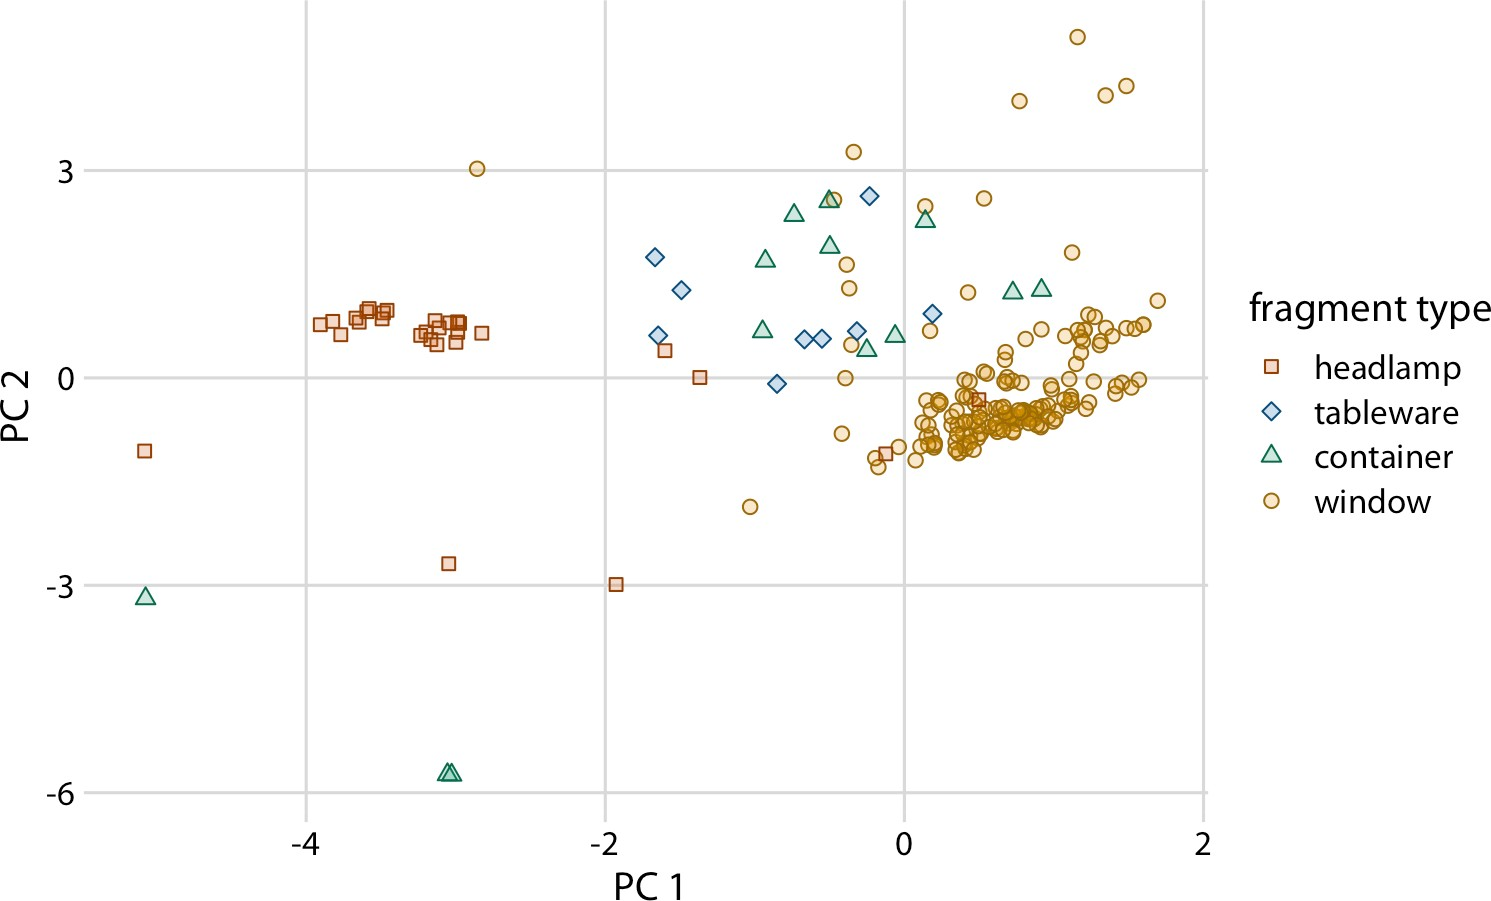 3
0
-3
-6
PC 2
-4
-2
0
2
PC 1
fragment type
headlamp
tableware
container
window